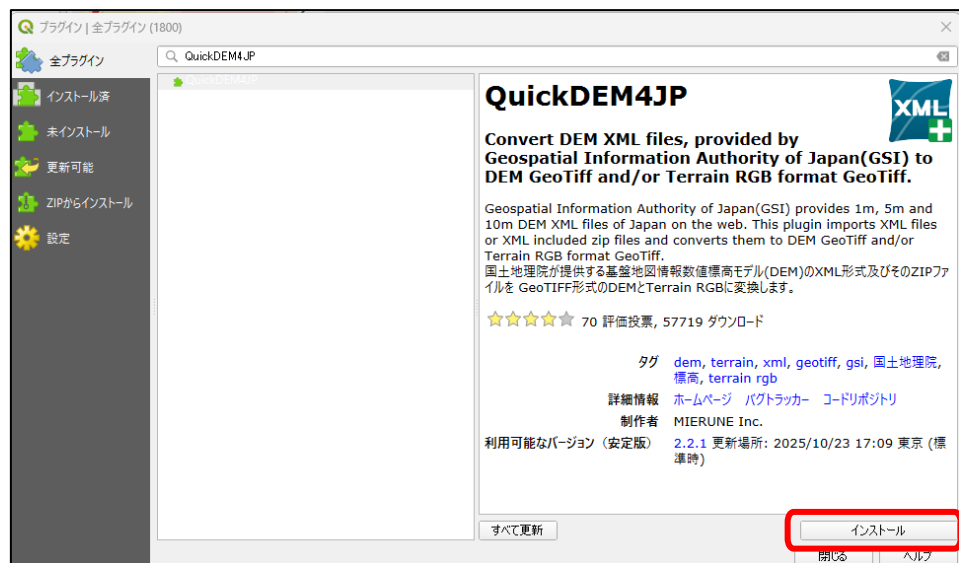 プラグイン | 全プラグイン (1800)
全プラグイン
QuickDEM4JP
インストール済
未インストール
更新可能
ZIPからインストール
設定
QuickDEM4JP
QuickDEM4JP
XML
Convert DEM XML files, provided by
Geospatial Information Authority of Japan(GSI) to
DEM GeoTiff and/or Terrain RGB format GeoTiff.
Geospatial Information Authority of Japan(GSI) provides 1m, 5m and
10m DEM XML files of Japan on the web. This plugin imports XML files
or XML included zip files and converts them to DEM GeoTiff and/or
Terrain RGB format GeoTiff.
国土地理院が提供する基盤地図情報数値標高モデル(DEM)のXML形式及びそのZIPファ
イルを GeoTIFF形式のDEMとTerrain RGBに変換します。
70 評価投票, 57719 ダウンロード
タグ dem, terrain, xml, geotiff, gsi, 国土地理院,
標高, terrain rgb
詳細情報 ホームページ バグトラッカー コードリポジトリ
制作者 MIERUNE Inc.
利用可能なバージョン（安定版） 2.2.1 更新場所: 2025/10/23 17:09 東京 (標
準時)
すべて更新
インストール
閉じる
ヘルプ